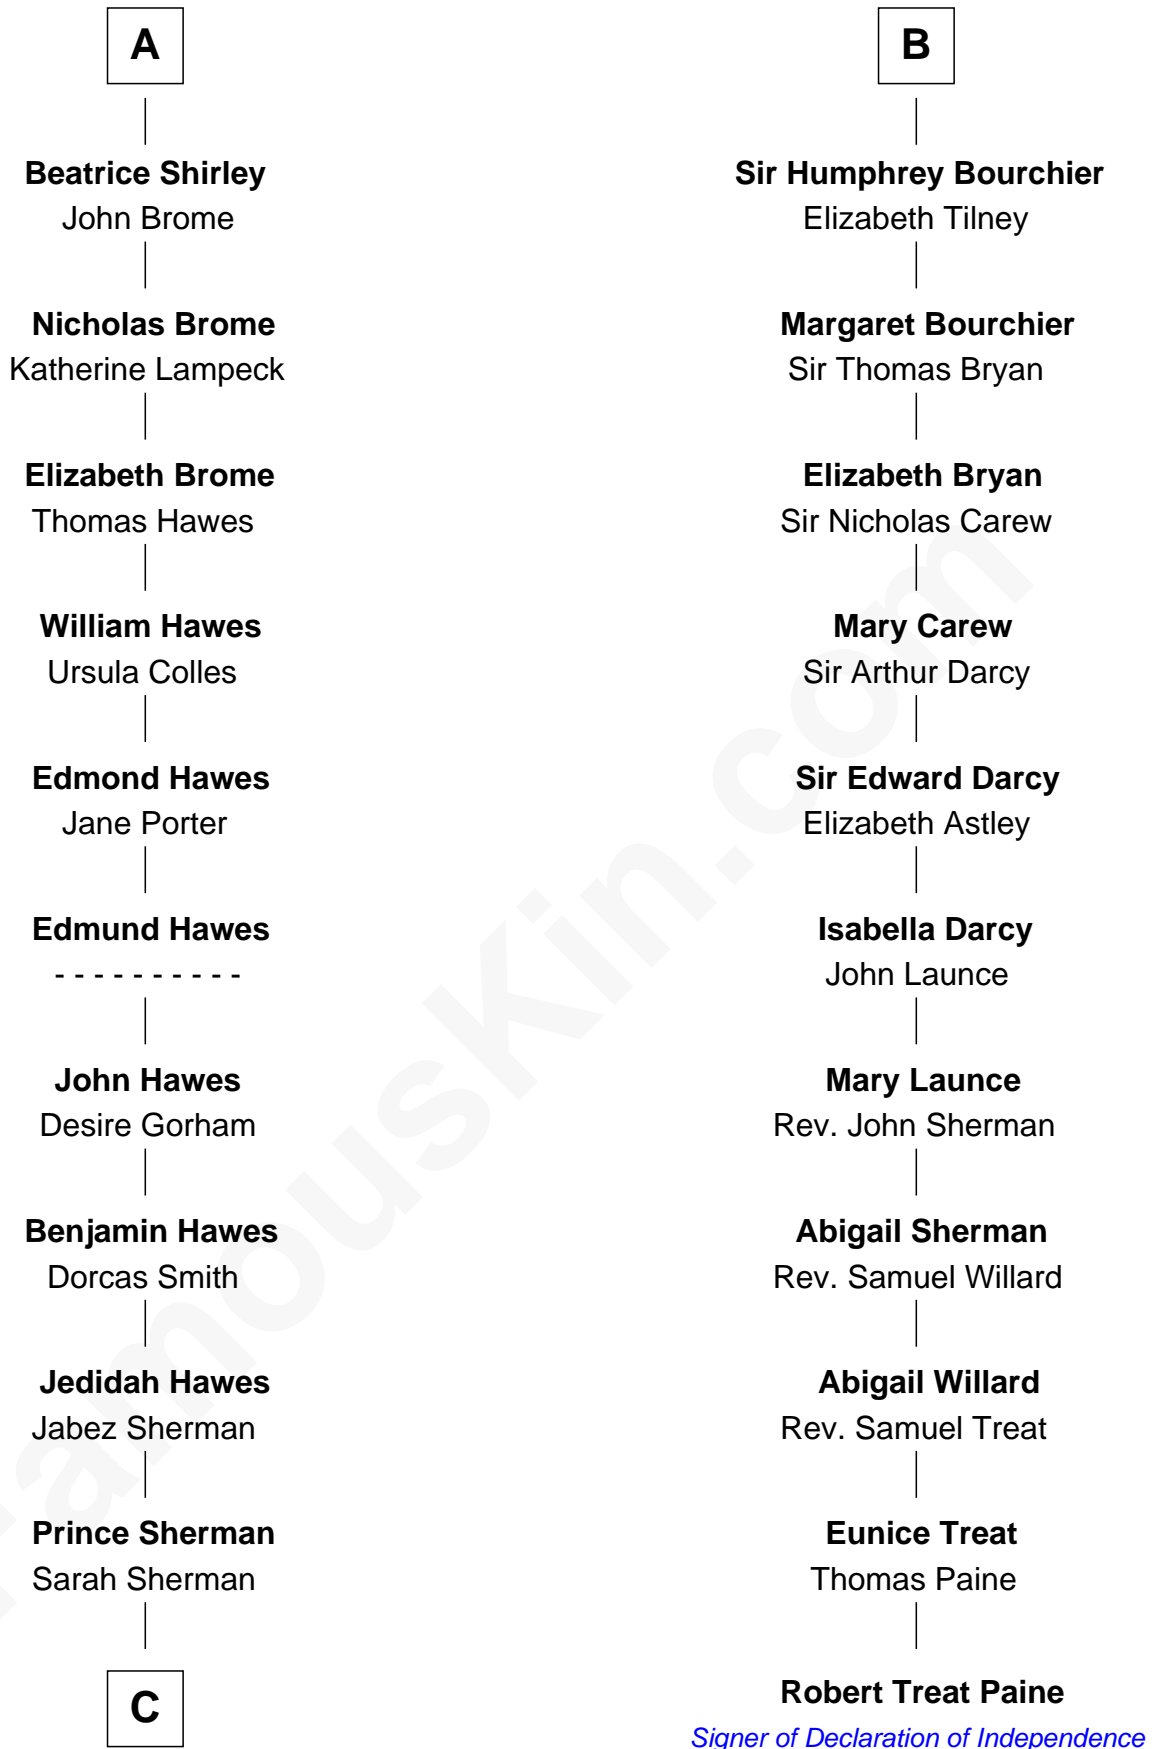 A
Beatrice Shirley
John Brome
Nicholas Brome
Katherine Lampeck
Elizabeth Brome
Thomas Hawes
William Hawes
Ursula Colles
Edmond Hawes
Jane Porter
Edmund Hawes
- - - - - - - - - -
John Hawes
Desire Gorham
Benjamin Hawes
Dorcas Smith
Jedidah Hawes
Jabez Sherman
Prince Sherman
Sarah Sherman
C
B
Sir Humphrey Bourchier
Elizabeth Tilney
Margaret Bourchier
Sir Thomas Bryan
Elizabeth Bryan
Sir Nicholas Carew
Mary Carew
Sir Arthur Darcy
Sir Edward Darcy
Elizabeth Astley
Isabella Darcy
John Launce
Mary Launce
Rev. John Sherman
Abigail Sherman
Rev. Samuel Willard
Abigail Willard
Rev. Samuel Treat
Eunice Treat
Thomas Paine
Robert Treat Paine
Signer of Declaration of Independence
FamousKin.com